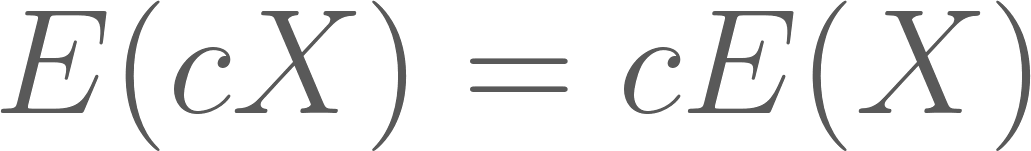 E(cX) = cE(X)